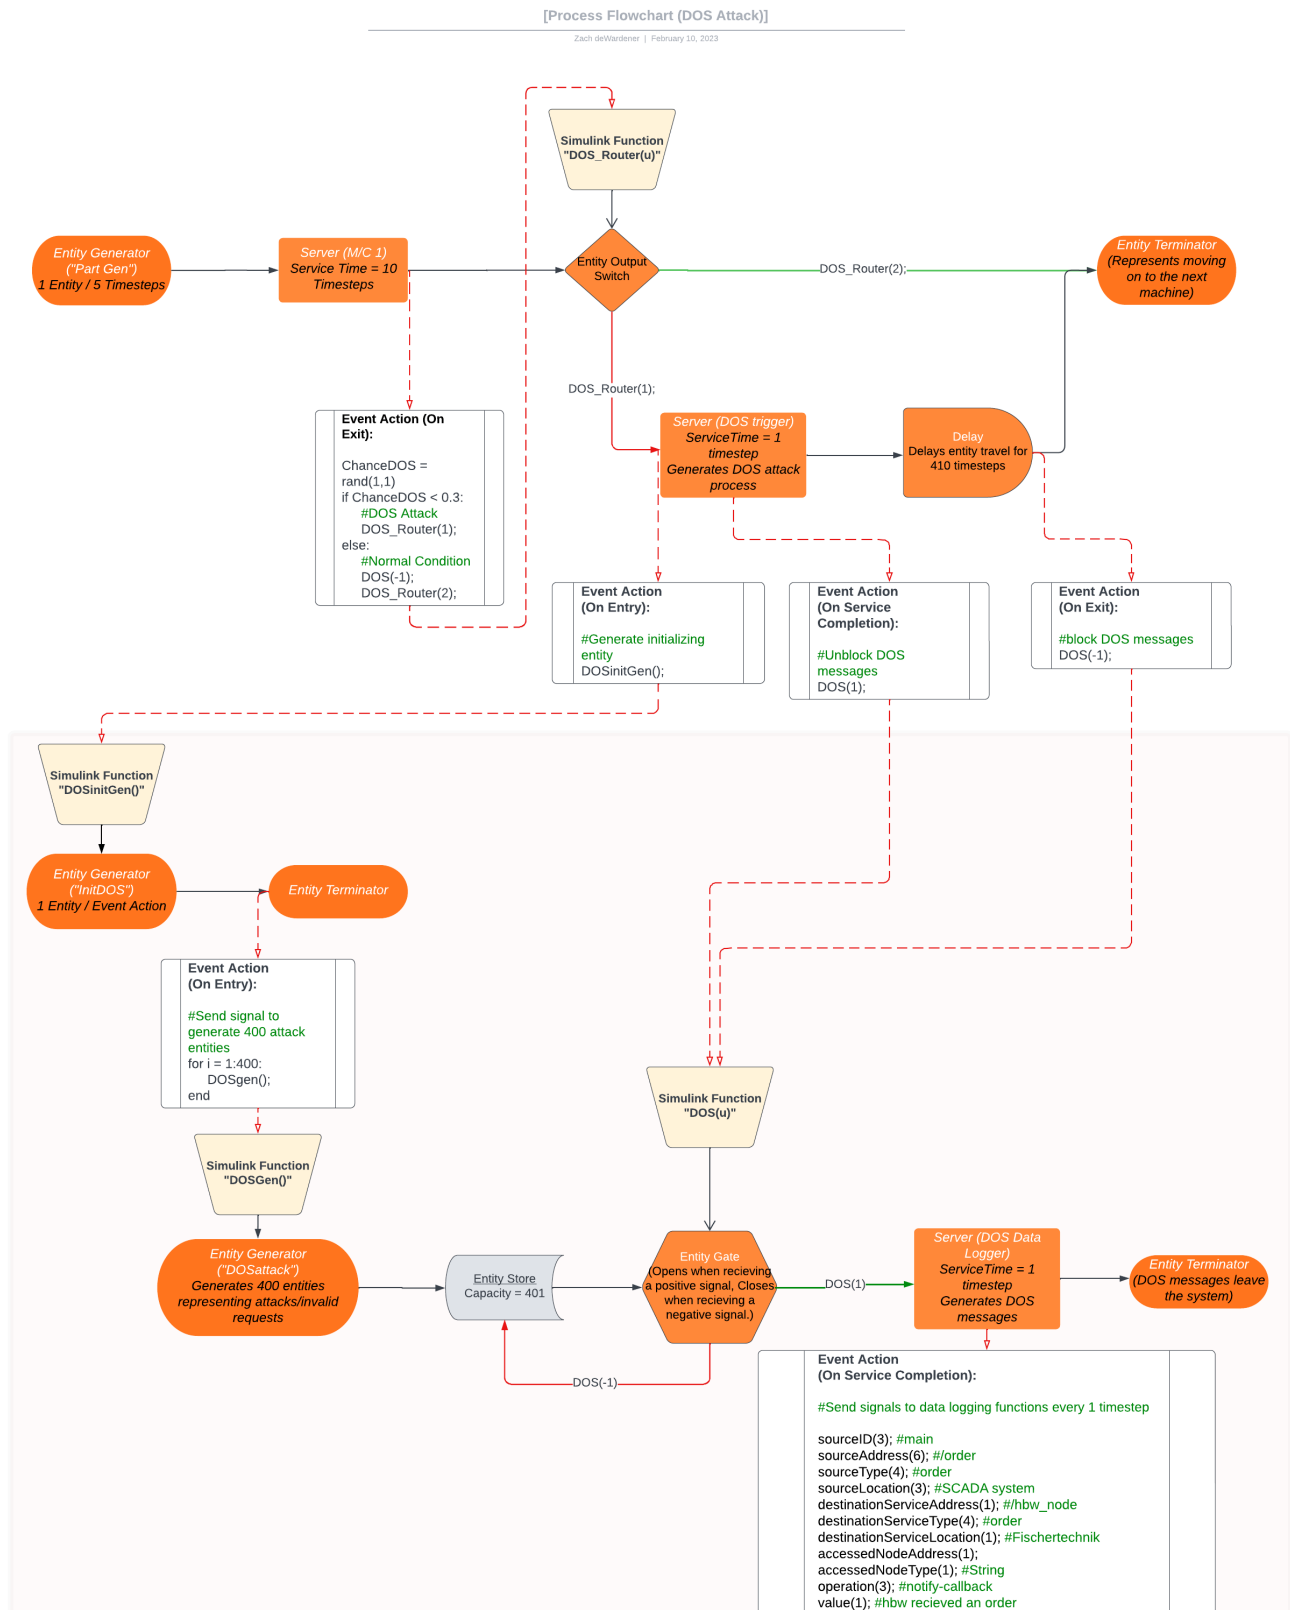 [Process Flowchart (DOS Attack)]
Zach deWardener | February 10, 2023
Simulink Function
"DOS_Router(u)"
Entity Generator
("Part Gen")
1 Entity / 5 Timesteps
Server (M/C 1)
Service Time = 10
Timesteps
Entity Output
Switch
DOS_Router(2);
Entity Terminator
(Represents moving
on to the next
machine)
DOS_Router(1);
Event Action (On
Exit):
ChanceDOS =
rand(1,1)
if ChanceDOS < 0.3:
#DOS Attack
DOS_Router(1);
else:
#Normal Condition
DOS(-1);
DOS_Router(2);
Server (DOS trigger)
ServiceTime = 1
timestep
Generates DOS attack
process
Delay
Delays entity travel for
410 timesteps
Event Action
(On Entry):
#Generate initializing
entity
DOSinitGen();
Event Action
(On Service
Completion):
#Unblock DOS
messages
DOS(1);
Event Action
(On Exit):
#block DOS messages
DOS(-1);
Simulink Function
"DOSinitGen()"
Entity Generator
("InitDOS")
1 Entity / Event Action
Entity Terminator
Event Action
(On Entry):
#Send signal to
generate 400 attack
entities
for i = 1:400:
DOSgen();
end
Simulink Function
"DOS(u)"
Simulink Function
"DOSGen()"
Entity Generator
("DOSattack")
Generates 400 entities
representing attacks/invalid
requests
Entity Store
Capacity = 401
Entity Gate
(Opens when recieving
a positive signal, Closes
when recieving a
negative signal.)
DOS(1)
Server (DOS Data
Logger)
ServiceTime = 1
timestep
Generates DOS
messages
Entity Terminator
(DOS messages leave
the system)
DOS(-1)
Event Action
(On Service Completion):
#Send signals to data logging functions every 1 timestep
sourceID(3); #main
sourceAddress(6); #/order
sourceType(4); #order
sourceLocation(3); #SCADA system
destinationServiceAddress(1); #/hbw_node
destinationServiceType(4); #order
destinationServiceLocation(1); #Fischertechnik
accessedNodeAddress(1);
accessedNodeType(1); #String
operation(3); #notify-callback
value(1); #hbw recieved an order